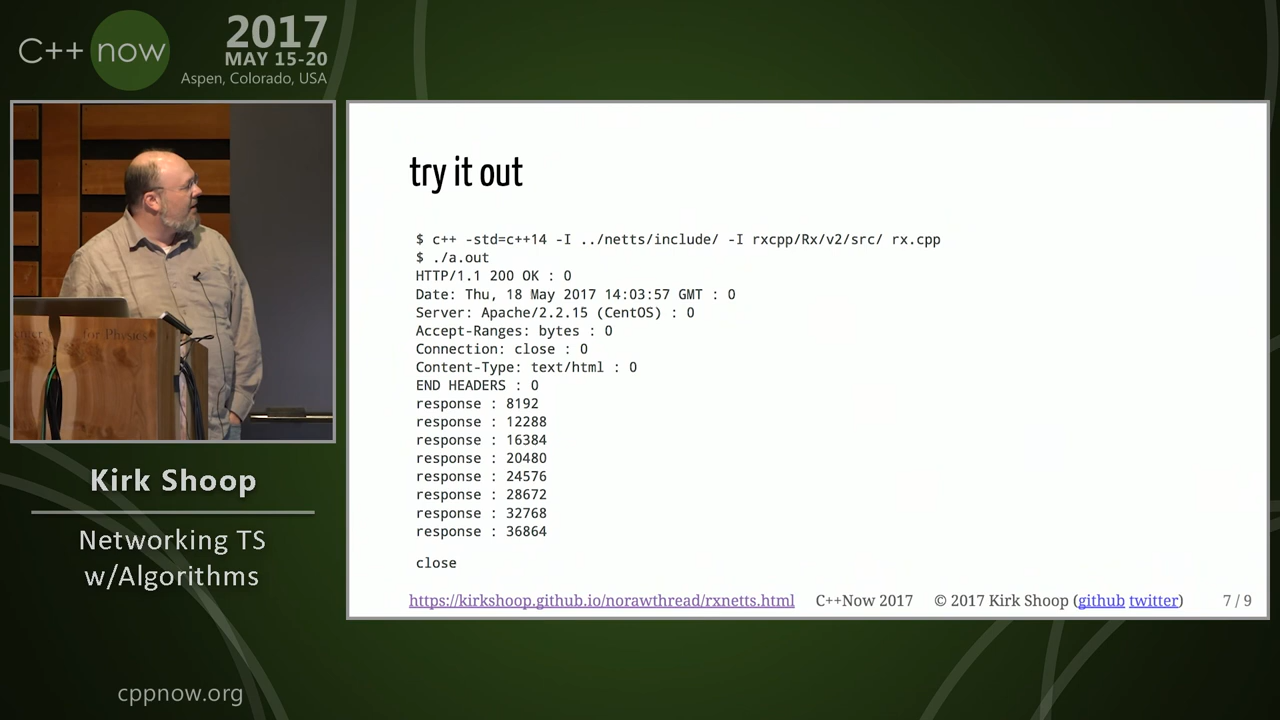 C++ now
2017
MAY 15-20
Aspen, Colorado, USA
for Physics
Kirk Shoop
Networking TS
w/Algorithms
cppnow.org
try it out
$ c++ -std=c++14 -I ../netts/include/ -I rxcpp/Rx/v2/src/ rx.cpp
$ ./a.out
HTTP/1.1 200 OK : 0
Date: Thu, 18 May 2017 14:03:57 GMT : 0
Server: Apache/2.2.15 (CentOS) : 0
Accept-Ranges: bytes : 0
Connection: close : 0
Content-Type: text/html : 0
END HEADERS : 0
response : 8192
response : 12288
response : 16384
response : 20480
response : 24576
response : 28672
response : 32768
response : 36864
close
https://kirkshoop.github.io/norawthread/rxnetts.html C++Now 2017 © 2017 Kirk Shoop (github twitter) 7 / 9